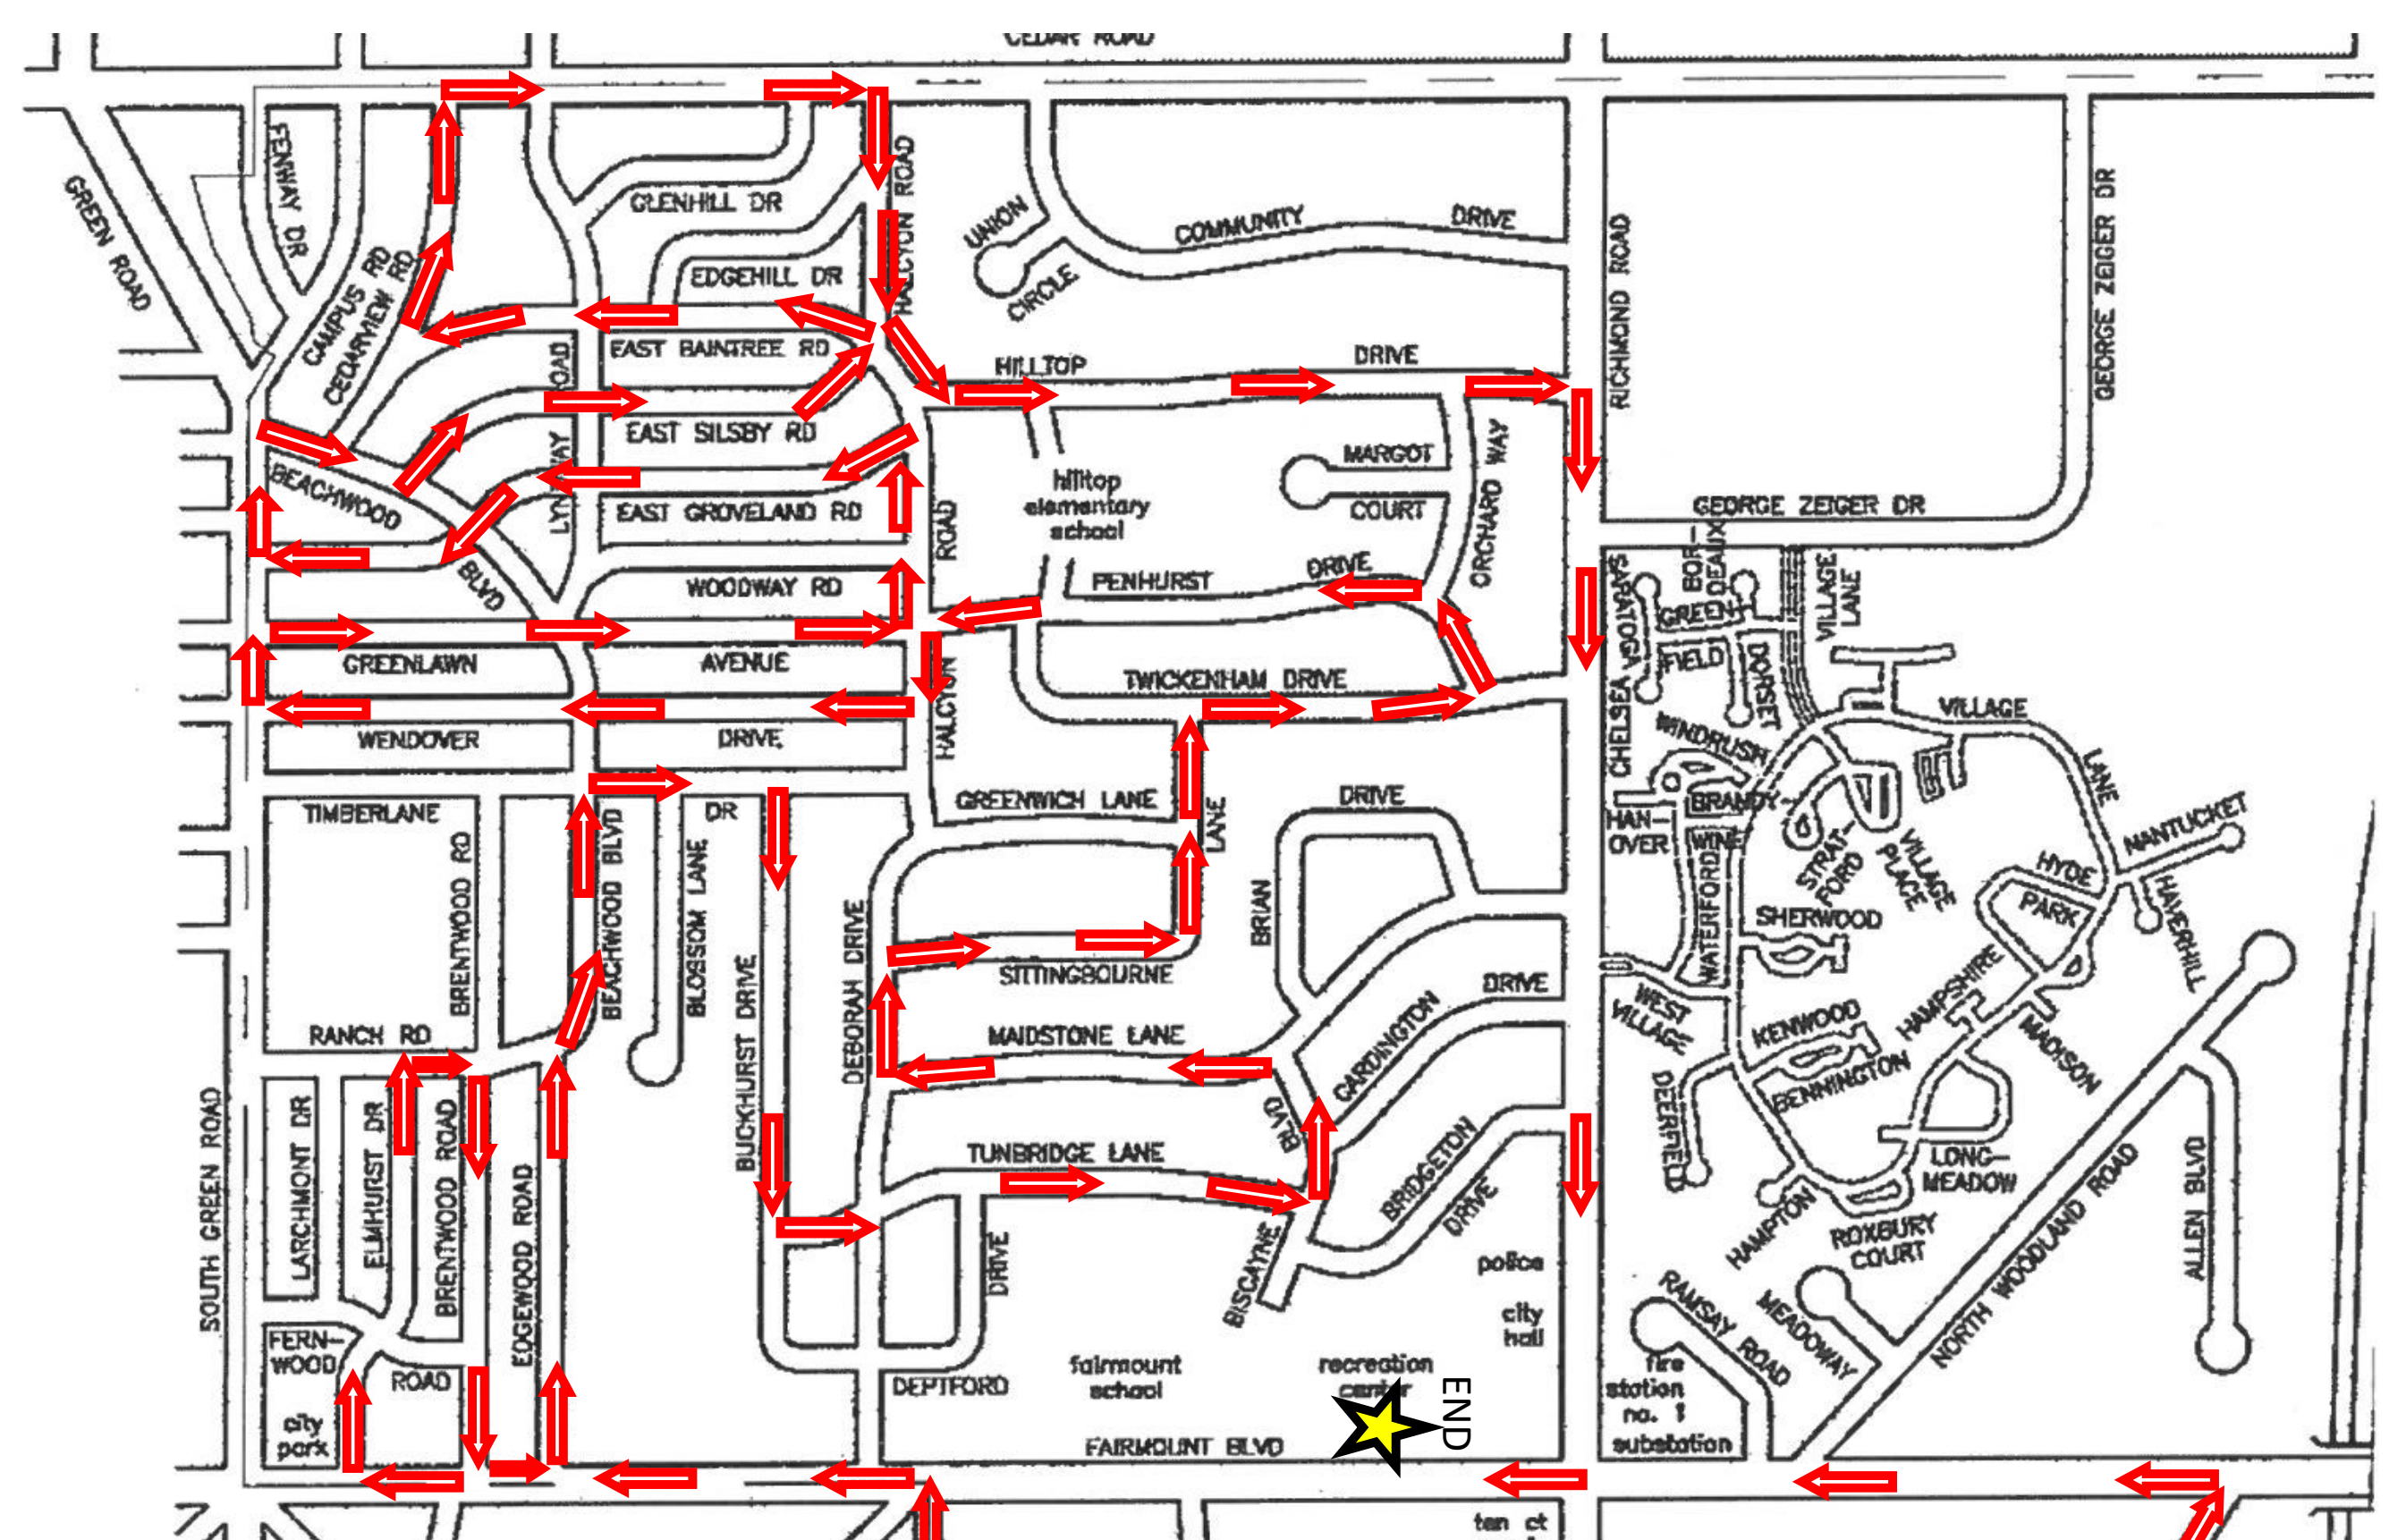 CEDAR ROAD
FENWAY DR
GREEN ROAD
CAMPUS RD
CEDARVIEW RD
GLENHILL DR
EDGEHILL DR
HALCYON ROAD
UNION
CIRCLE
COMMUNITY DRIVE
RICHMOND ROAD
GEORGE ZEIGER DR
EAST BAINTREE RD
HILLTOP DRIVE
EAST SILSBY RD
ROAD
BEACHWOOD
BLVD
EAST GROVELAND RD
hilltop
elementary
school
MARGOT
COURT
ORCHARD WAY
GEORGE ZEIGER DR
WOODWAY RD
ROAD
PENHURST DRIVE
SARATOGA
BOR-
DEAUX
GREEN-
FIELD
VILLAGE
LANE
DORSET
GREENLAWN AVENUE
HALCYON
TWICKENHAM DRIVE
CHELSEA
WINDRUSH
VILLAGE
LANE
WENDOVER DRIVE
TIMBERLANE DR
GREENWICH LANE
LANE
DRIVE
BRIAN
HAN-
OVER
BRANDY-
WINE
STRAT-
FORD
VILLAGE
PLACE
NANTUCKET
HYDE
PARK
HAVERHILL
BRENTWOOD RD
BEACHWOOD BLVD
BLOSSOM LANE
BUCKHURST DRIVE
DEBORAH DRIVE
SITTINGBOURNE
WATERFORD
SHERWOOD
RANCH RD
MAIDSTONE LANE
BLVD
CARDINGTON
DRIVE
WEST
VILLAGE
KENWOOD
HAMPSHIRE
MADISON
BENNINGTON
DEERFIELD
SOUTH GREEN ROAD
LARCHMONT DR
ELMHURST DR
BRENTWOOD ROAD
EDGEWOOD ROAD
TUNBRIDGE LANE
BRIDGETON
DRIVE
BISCAYNE
LONG-
MEADOW
HAMPTON
ROXBURY
COURT
NORTH WOODLAND ROAD
ALLEN BLVD
police
city
hall
DRIVE
RAMSAY ROAD
MEADOWAY
FERN-
WOOD
ROAD
city
park
DEPTFORD
fairmount
school
recreation
center
END
fire
station
no. 1
substation
FAIRMOUNT BLVD
ten ct